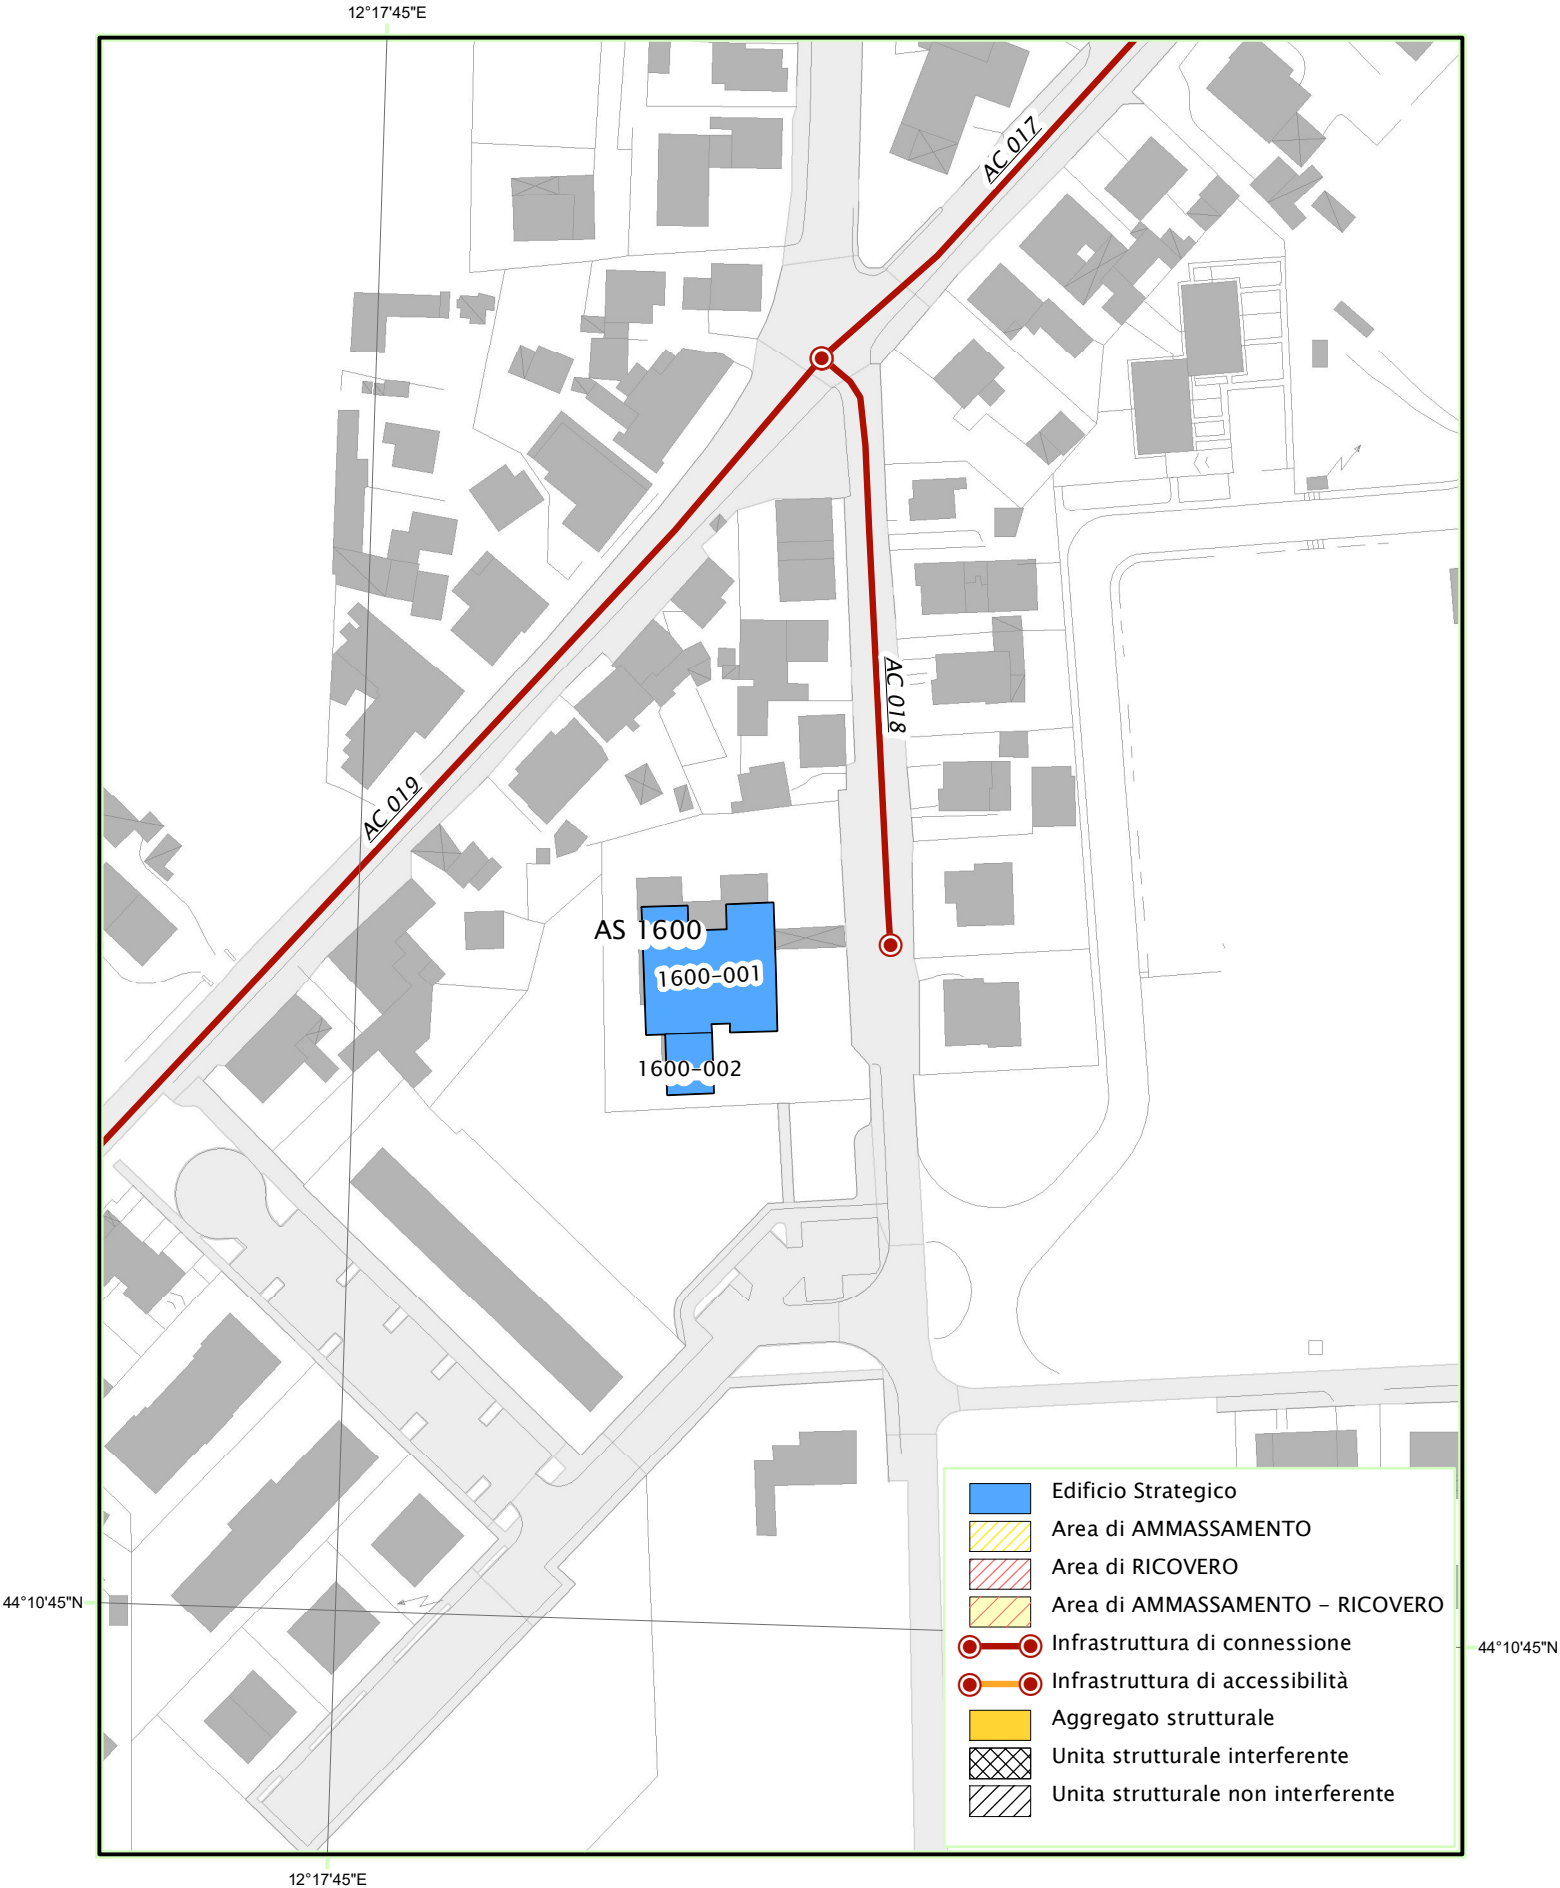 12°17'45"E
AC 017
AC 018
AC 019
AS 1600
1600-001
1600-002
Edificio Strategico
Area di AMMASSAMENTO
Area di RICOVERO
Area di AMMASSAMENTO - RICOVERO
Infrastruttura di connessione
Infrastruttura di accessibilità
Aggregato strutturale
Unita strutturale interferente
Unita strutturale non interferente
44°10'45"N
44°10'45"N
12°17'45"E